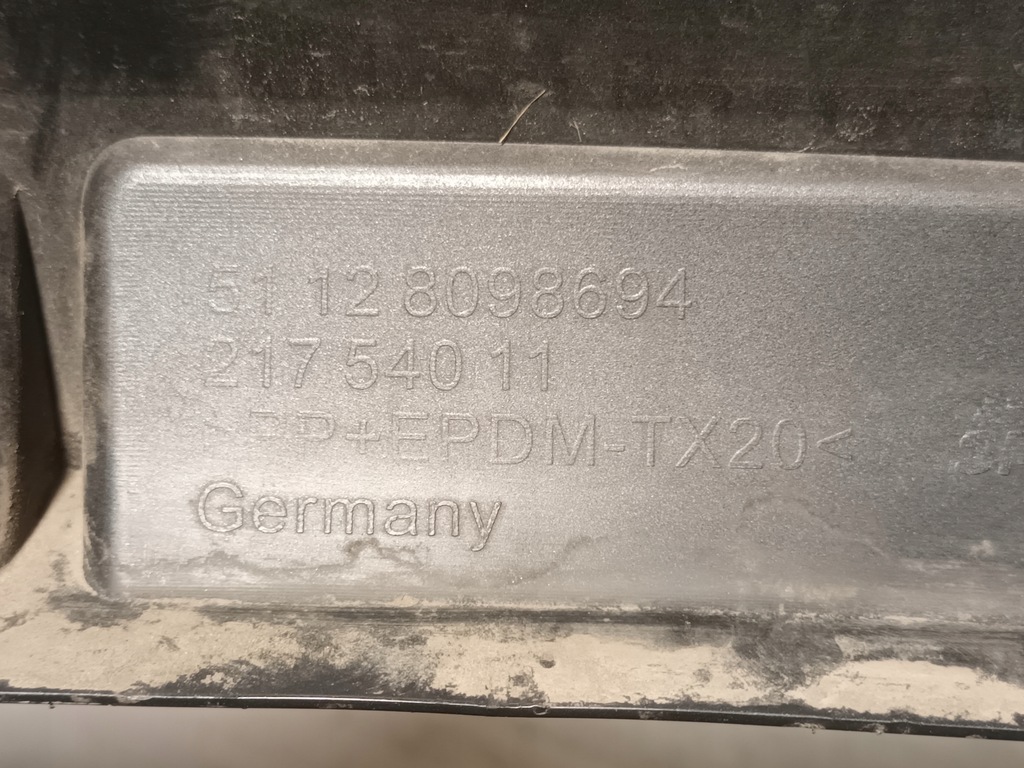 51 12 8098694
217 540 11
>PP+EPDM-TX20<
Germany